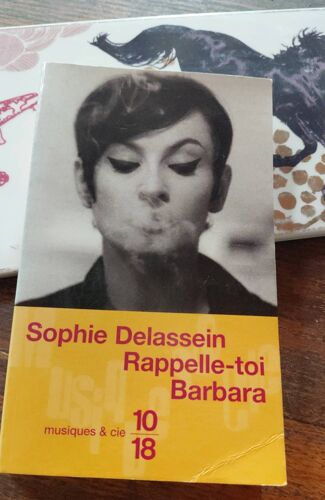 Sophie Delassein
Rappelle-toi
Barbara
musiques & cie
10
18